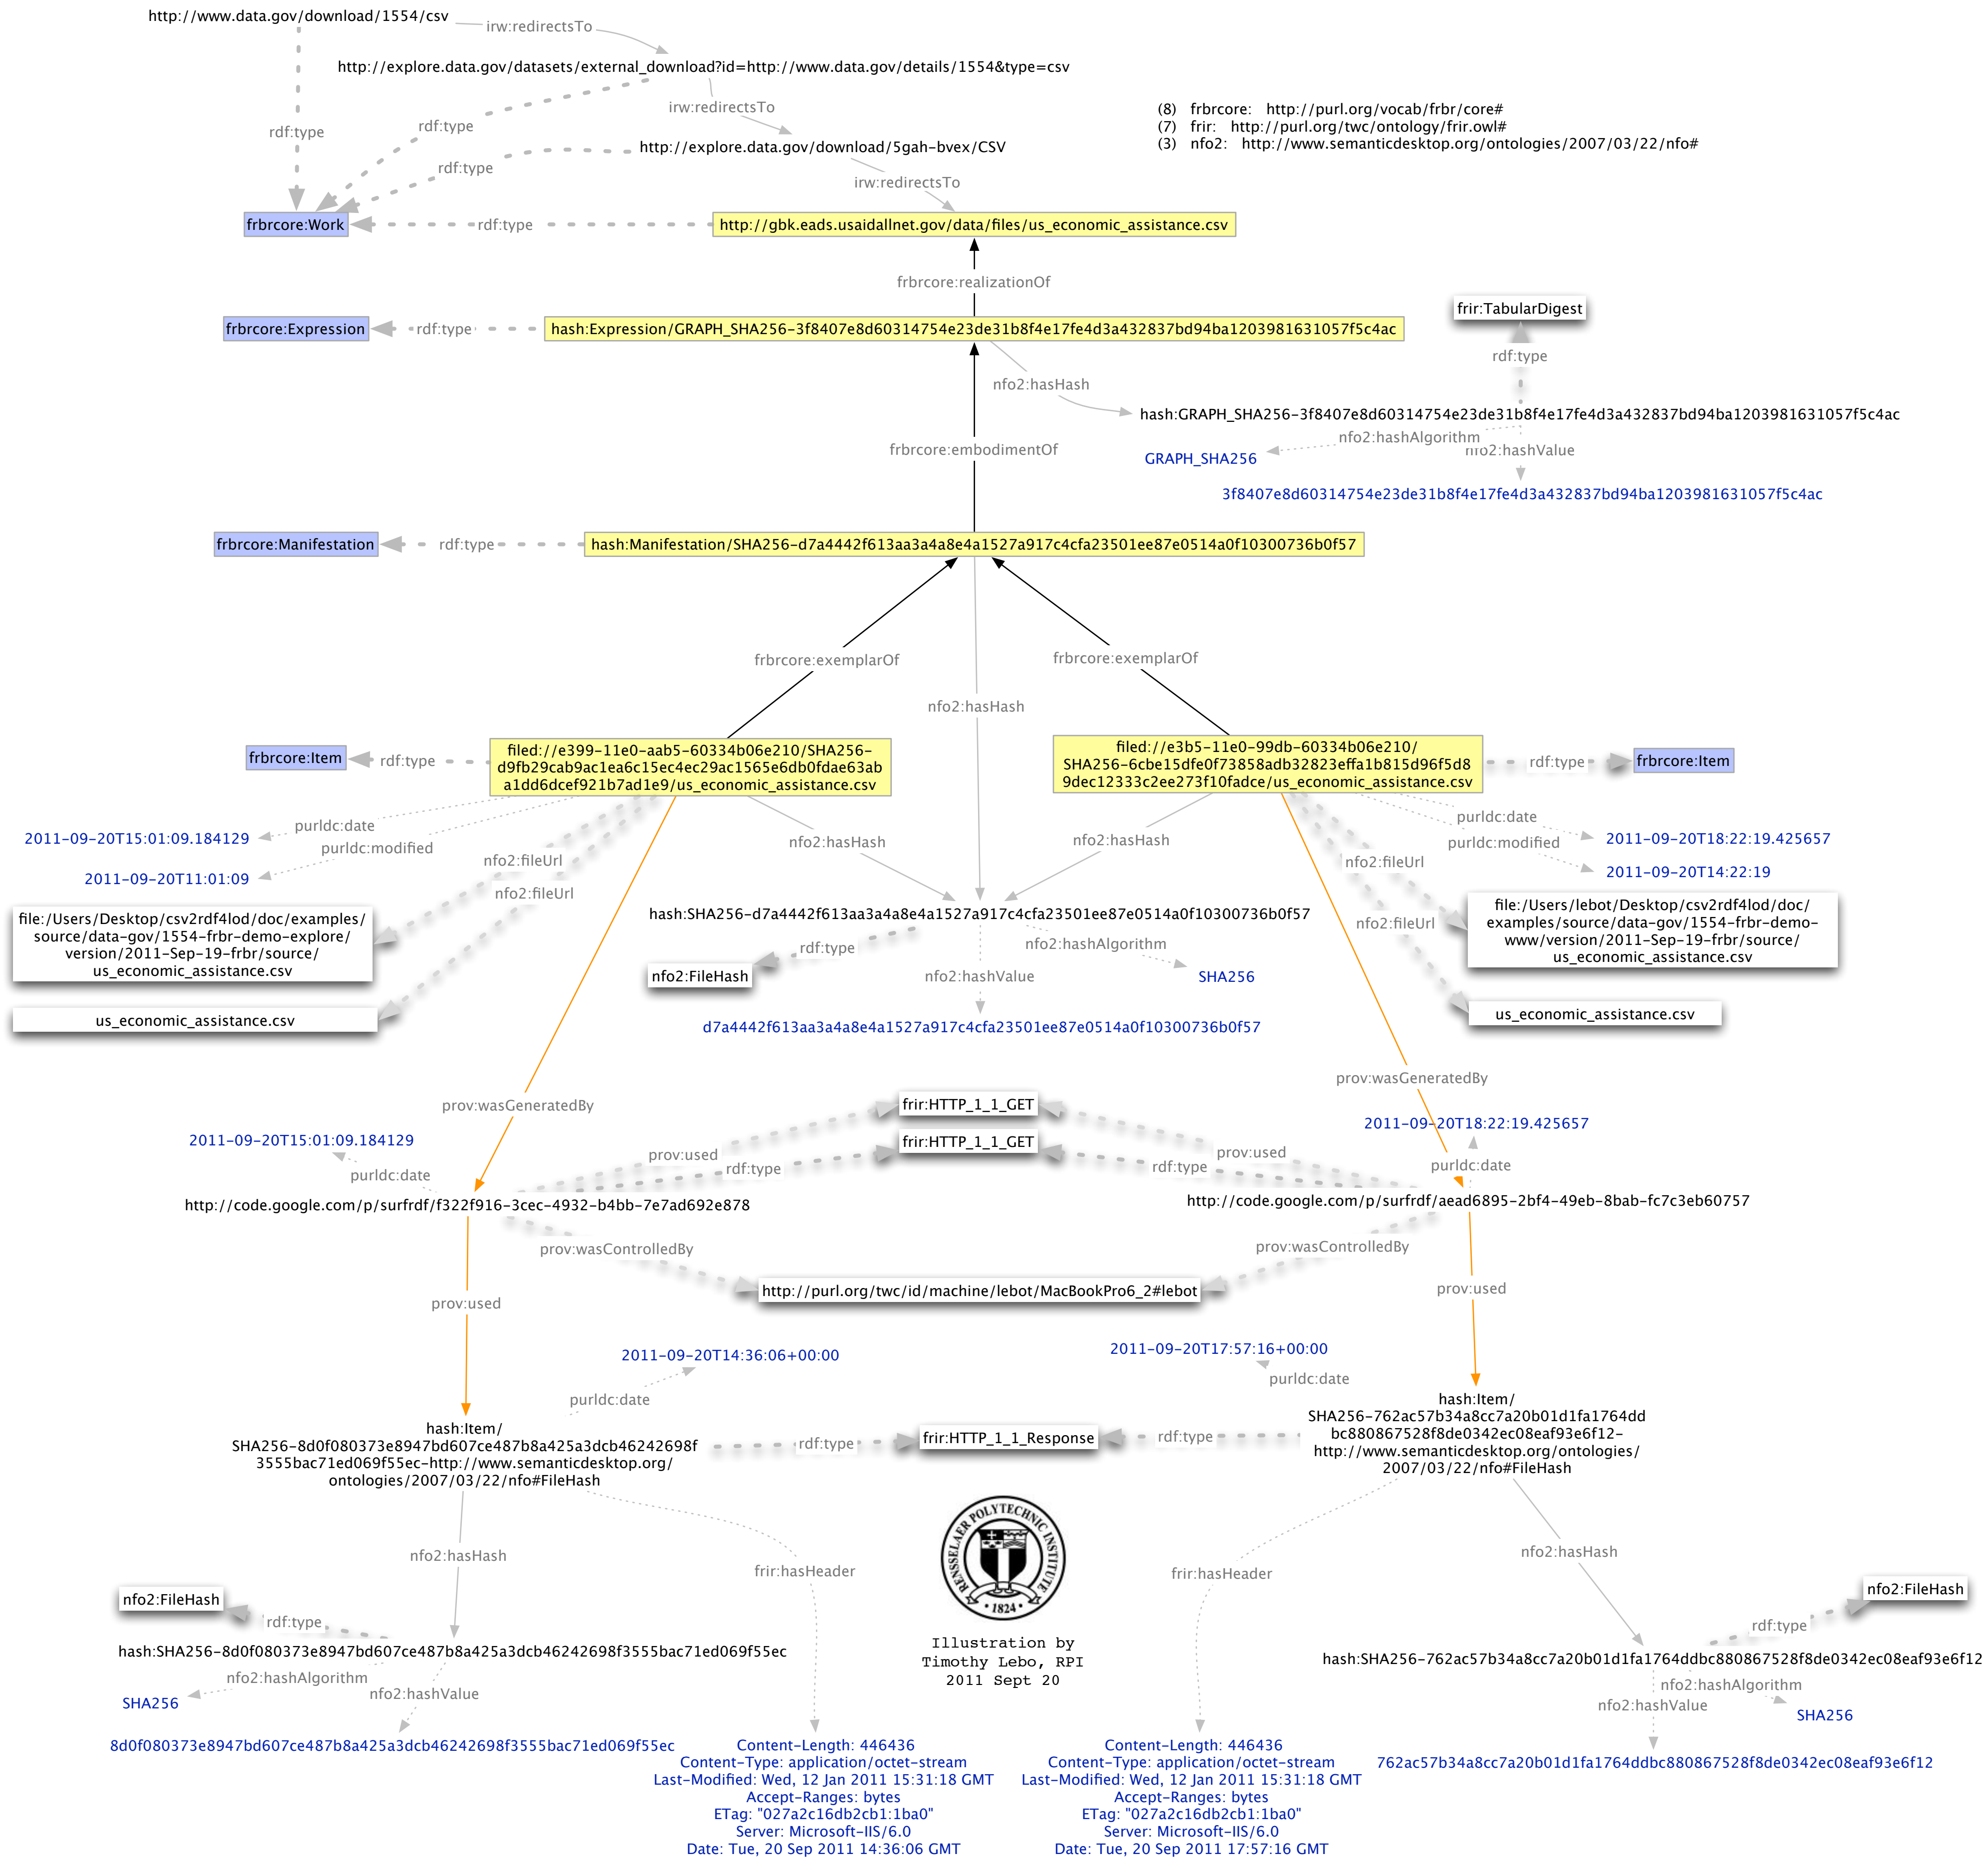 http://www.data.gov/download/1554/csv
irw:redirectsTo
http://explore.data.gov/datasets/external_download?id=http://www.data.gov/details/1554&type=csv
irw:redirectsTo
rdf:type
rdf:type
(8) frbrcore: http://purl.org/vocab/frbr/core#
(7) frir: http://purl.org/twc/ontology/frir.owl#
(3) nfo2: http://www.semanticdesktop.org/ontologies/2007/03/22/nfo#
http://explore.data.gov/download/5gah-bvex/CSV
rdf:type
irw:redirectsTo
frbrcore:Work
rdf:type
http://gbk.eads.usaidallnet.gov/data/files/us_economic_assistance.csv
frbrcore:realizationOf
frir:TabularDigest
frbrcore:Expression
rdf:type
hash:Expression/GRAPH_SHA256-3f8407e8d60314754e23de31b8f4e17fe4d3a432837bd94ba1203981631057f5c4ac
rdf:type
nfo2:hasHash
hash:GRAPH_SHA256-3f8407e8d60314754e23de31b8f4e17fe4d3a432837bd94ba1203981631057f5c4ac
nfo2:hashAlgorithm
frbrcore:embodimentOf
nfo2:hashValue
GRAPH_SHA256
3f8407e8d60314754e23de31b8f4e17fe4d3a432837bd94ba1203981631057f5c4ac
frbrcore:Manifestation
rdf:type
hash:Manifestation/SHA256-d7a4442f613aa3a4a8e4a1527a917c4cfa23501ee87e0514a0f10300736b0f57
frbrcore:exemplarOf
frbrcore:exemplarOf
nfo2:hasHash
frbrcore:Item
rdf:type
filed://e399-11e0-aab5-60334b06e210/SHA256-
d9fb29cab9ac1ea6c15ec4ec29ac1565e6db0fdae63ab
a1dd6dcef921b7ad1e9/us_economic_assistance.csv
filed://e3b5-11e0-99db-60334b06e210/
SHA256-6cbe15dfe0f73858adb32823effa1b815d96f5d8
9dec12333c2ee273f10fadce/us_economic_assistance.csv
rdf:type
frbrcore:Item
purldc:date
2011-09-20T15:01:09.184129
purldc:modified
2011-09-20T11:01:09
nfo2:fileUrl
nfo2:fileUrl
nfo2:hasHash
nfo2:hasHash
purldc:date
2011-09-20T18:22:19.425657
purldc:modified
2011-09-20T14:22:19
nfo2:fileUrl
nfo2:fileUrl
file:/Users/Desktop/csv2rdf4lod/doc/examples/
source/data-gov/1554-frbr-demo-explore/
version/2011-Sep-19-frbr/source/
us_economic_assistance.csv
us_economic_assistance.csv
hash:SHA256-d7a4442f613aa3a4a8e4a1527a917c4cfa23501ee87e0514a0f10300736b0f57
rdf:type
nfo2:hashAlgorithm
nfo2:FileHash
nfo2:hashValue
SHA256
d7a4442f613aa3a4a8e4a1527a917c4cfa23501ee87e0514a0f10300736b0f57
file:/Users/lebot/Desktop/csv2rdf4lod/doc/
examples/source/data-gov/1554-frbr-demo-
www/version/2011-Sep-19-frbr/source/
us_economic_assistance.csv
us_economic_assistance.csv
prov:wasGeneratedBy
prov:wasGeneratedBy
frir:HTTP_1_1_GET
frir:HTTP_1_1_GET
2011-09-20T15:01:09.184129
2011-09-20T18:22:19.425657
prov:used
rdf:type
prov:used
rdf:type
purldc:date
purldc:date
http://code.google.com/p/surfrdf/f322f916-3cec-4932-b4bb-7e7ad692e878
http://code.google.com/p/surfrdf/aead6895-2bf4-49eb-8bab-fc7c3eb60757
prov:wasControlledBy
prov:wasControlledBy
http://purl.org/twc/id/machine/lebot/MacBookPro6_2#lebot
prov:used
prov:used
2011-09-20T14:36:06+00:00
2011-09-20T17:57:16+00:00
purldc:date
purldc:date
hash:Item/
SHA256-8d0f080373e8947bd607ce487b8a425a3dcb46242698f
3555bac71ed069f55ec-http://www.semanticdesktop.org/
ontologies/2007/03/22/nfo#FileHash
rdf:type
frir:HTTP_1_1_Response
rdf:type
hash:Item/
SHA256-762ac57b34a8cc7a20b01d1fa1764dd
bc880867528f8de0342ec08eaf93e6f12-
http://www.semanticdesktop.org/ontologies/
2007/03/22/nfo#FileHash
nfo2:hasHash
frir:hasHeader
RENSSELAER POLYTECHNIC INSTITUTE
1824
frir:hasHeader
nfo2:hasHash
nfo2:FileHash
rdf:type
nfo2:FileHash
rdf:type
hash:SHA256-8d0f080373e8947bd607ce487b8a425a3dcb46242698f3555bac71ed069f55ec
Illustration by
Timothy Lebo, RPI
2011 Sept 20
hash:SHA256-762ac57b34a8cc7a20b01d1fa1764ddbc880867528f8de0342ec08eaf93e6f12
nfo2:hashAlgorithm
nfo2:hashValue
SHA256
8d0f080373e8947bd607ce487b8a425a3dcb46242698f3555bac71ed069f55ec
nfo2:hashAlgorithm
nfo2:hashValue
SHA256
762ac57b34a8cc7a20b01d1fa1764ddbc880867528f8de0342ec08eaf93e6f12
Content-Length: 446436
Content-Type: application/octet-stream
Last-Modified: Wed, 12 Jan 2011 15:31:18 GMT
Accept-Ranges: bytes
ETag: "027a2c16db2cb1:1ba0"
Server: Microsoft-IIS/6.0
Date: Tue, 20 Sep 2011 14:36:06 GMT
Content-Length: 446436
Content-Type: application/octet-stream
Last-Modified: Wed, 12 Jan 2011 15:31:18 GMT
Accept-Ranges: bytes
ETag: "027a2c16db2cb1:1ba0"
Server: Microsoft-IIS/6.0
Date: Tue, 20 Sep 2011 17:57:16 GMT